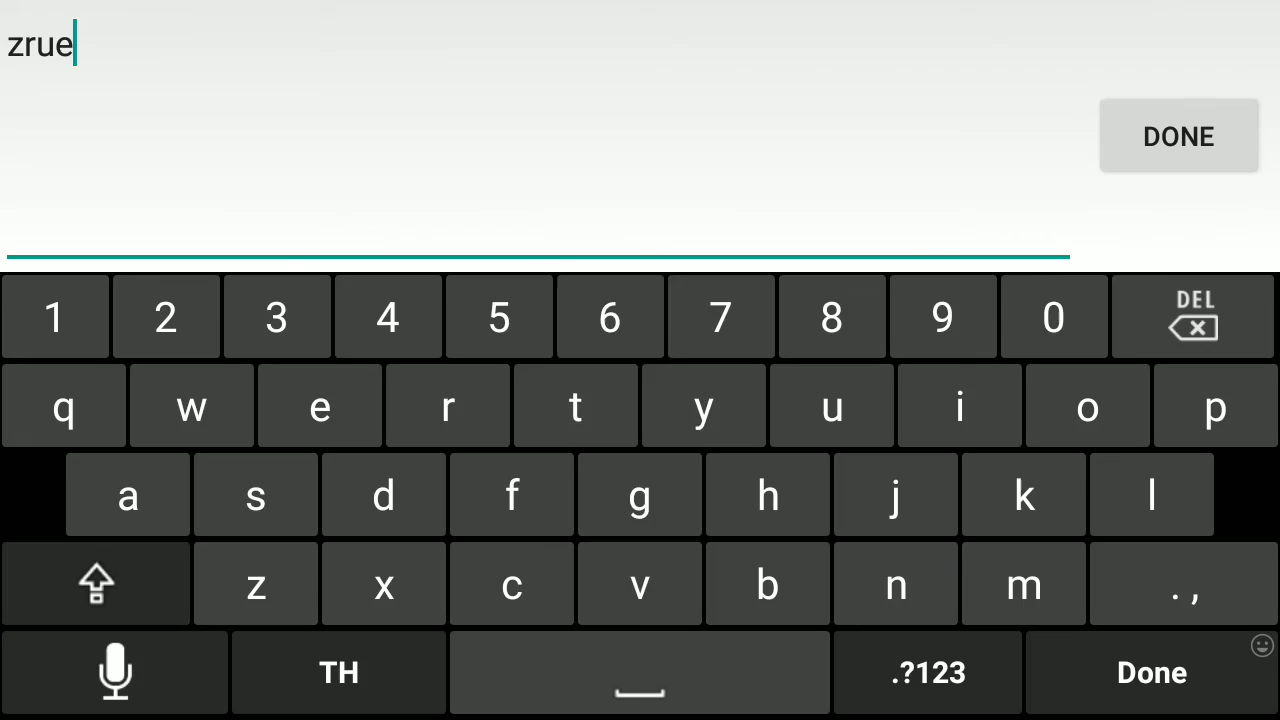 zrue
DONE
1 2 3 4 5 6 7 8 9 0 DEL
q w e r t y u i o p
a s d f g h j k l
z x c v b n m . ,
TH .?123 Done